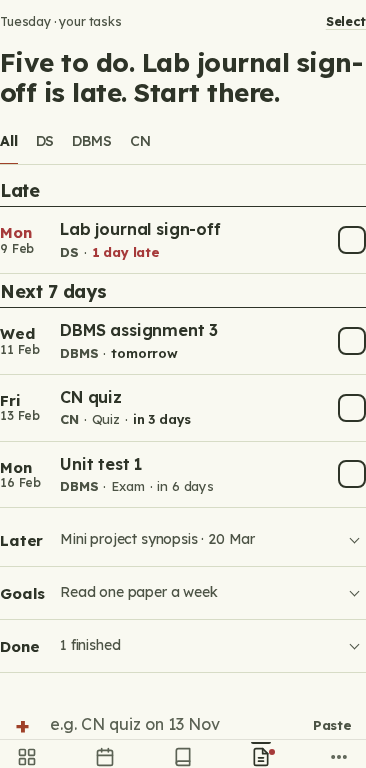 Tuesday · your tasks
Select
Five to do. Lab journal sign-
off is late. Start there.
All DS DBMS CN
Late
Mon
9 Feb
Lab journal sign-off
DS · 1 day late
Next 7 days
Wed
11 Feb
DBMS assignment 3
DBMS · tomorrow
Fri
13 Feb
CN quiz
CN · Quiz · in 3 days
Mon
16 Feb
Unit test 1
DBMS · Exam · in 6 days
Later Mini project synopsis · 20 Mar
Goals Read one paper a week
Done 1 finished
+ e.g. CN quiz on 13 Nov Paste